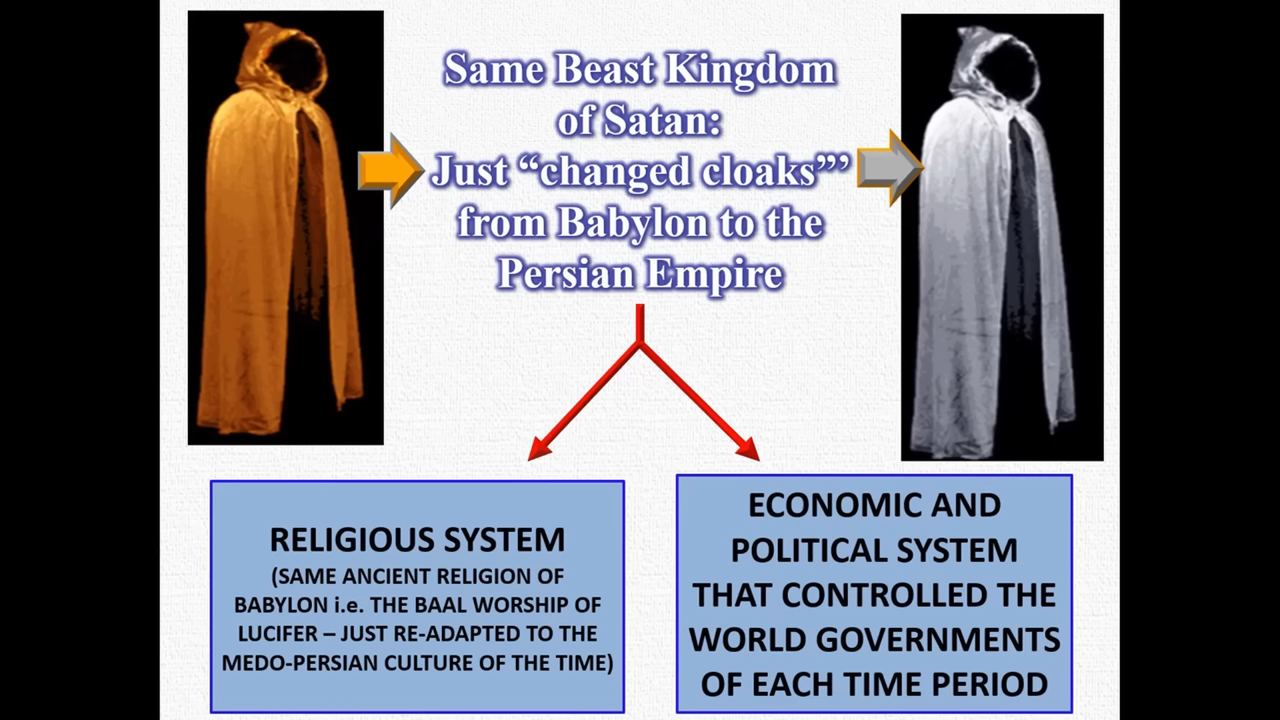 Same Beast Kingdom
of Satan:
Just “changed cloaks”’
from Babylon to the
Persian Empire
RELIGIOUS SYSTEM
(SAME ANCIENT RELIGION OF
BABYLON i.e. THE BAAL WORSHIP OF
LUCIFER – JUST RE-ADAPTED TO THE
MEDO-PERSIAN CULTURE OF THE TIME)
ECONOMIC AND
POLITICAL SYSTEM
THAT CONTROLLED THE
WORLD GOVERNMENTS
OF EACH TIME PERIOD